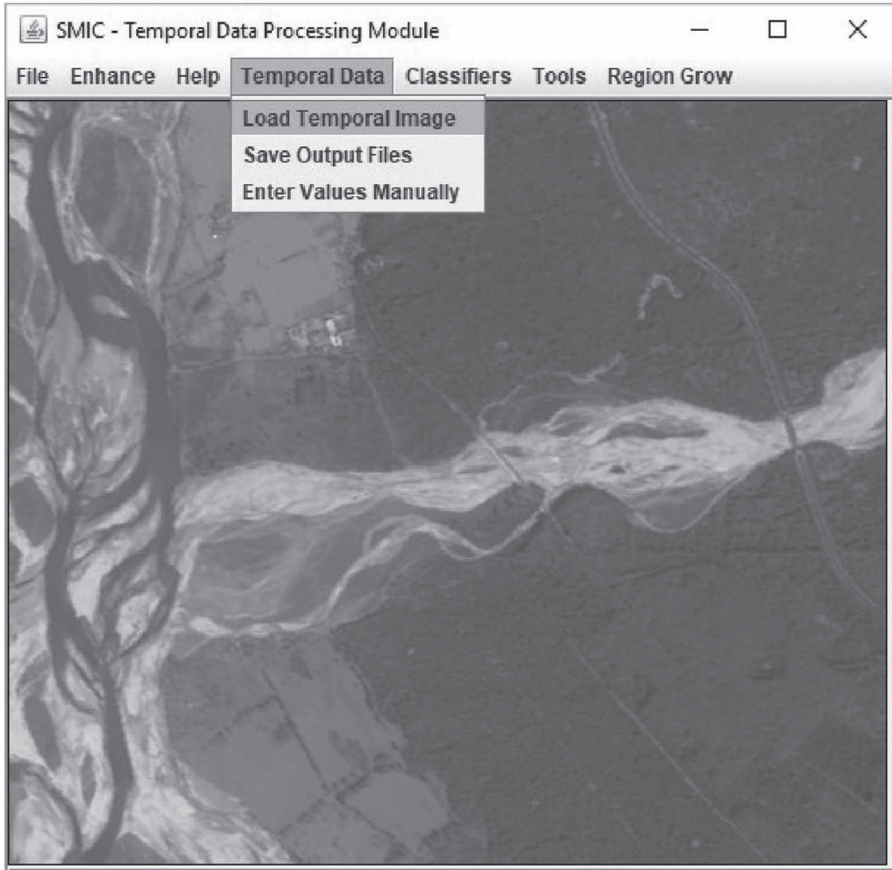 SMIC - Temporal Data Processing Module
File Enhance Help Temporal Data Classifiers Tools Region Grow
Load Temporal Image
Save Output Files
Enter Values Manually